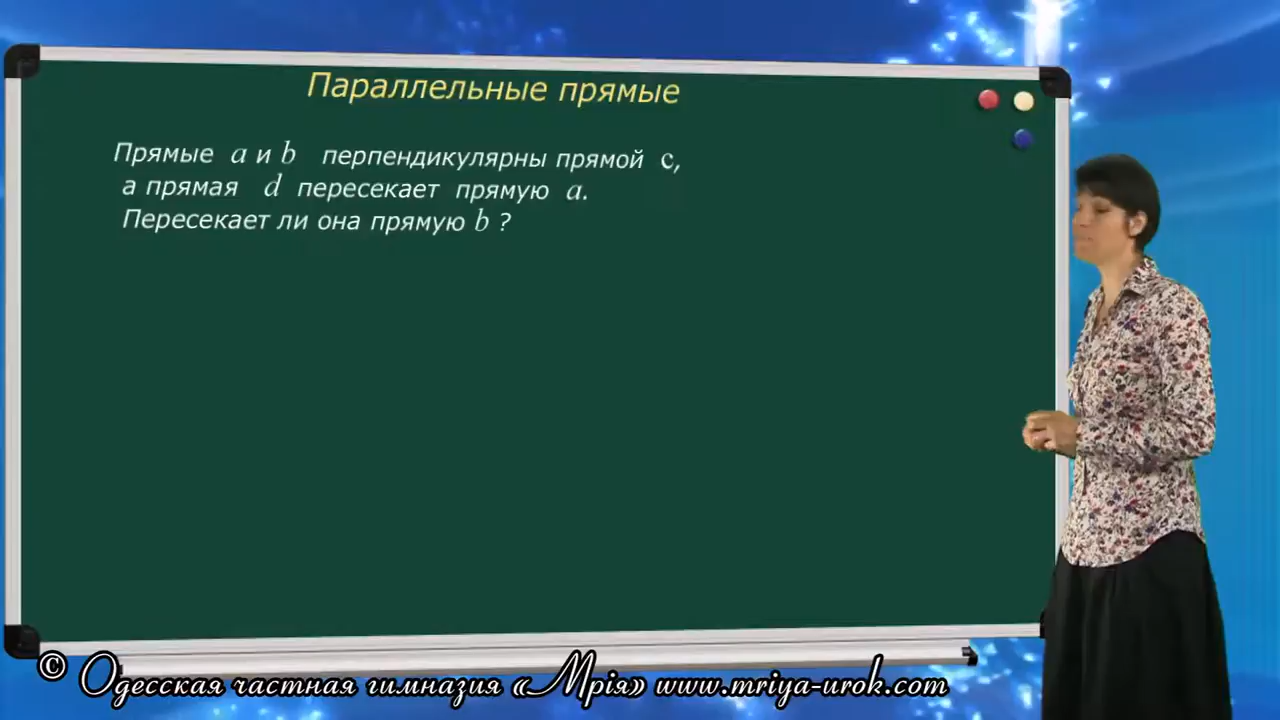 Параллельные прямые
Прямые a и b перпендикулярны прямой c,
а прямая d пересекает прямую a.
Пересекает ли она прямую b ?
© Одесская частная гимназия «Мрія» www.mriya-urok.com